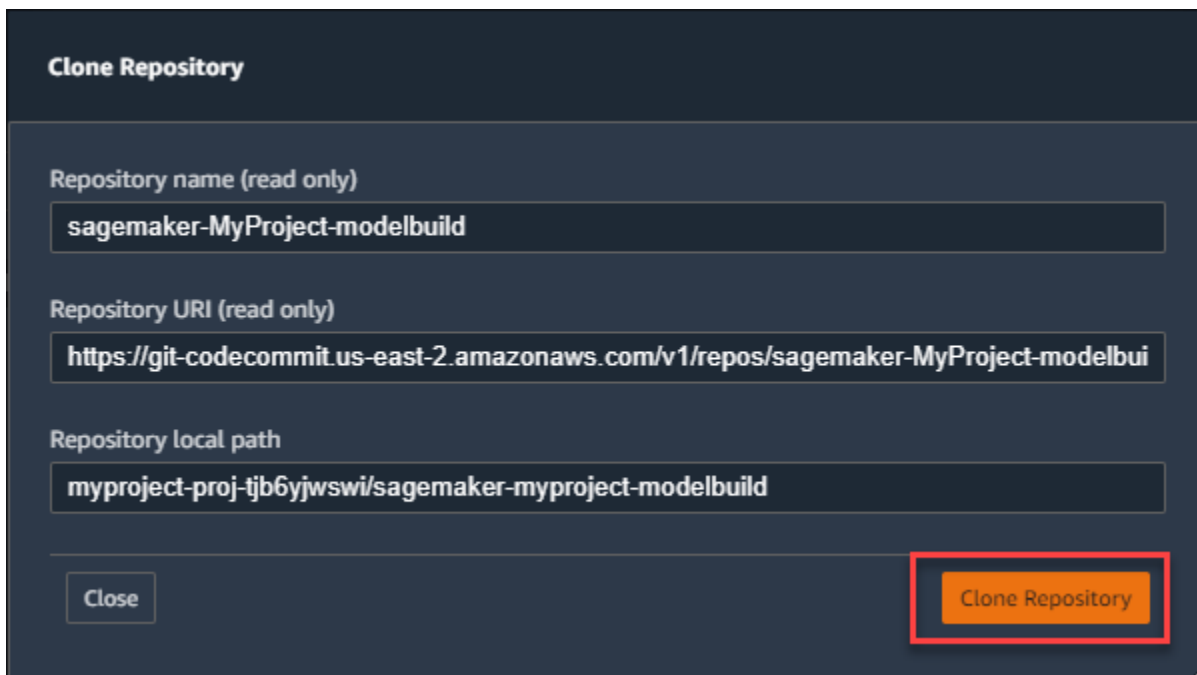 Clone Repository
Repository name (read only)
sagemaker-MyProject-modelbuild
Repository URI (read only)
https://git-codecommit.us-east-2.amazonaws.com/v1/repos/sagemaker-MyProject-modelbui
Repository local path
myproject-proj-tjb6yjwswi/sagemaker-myproject-modelbuild
Close
Clone Repository